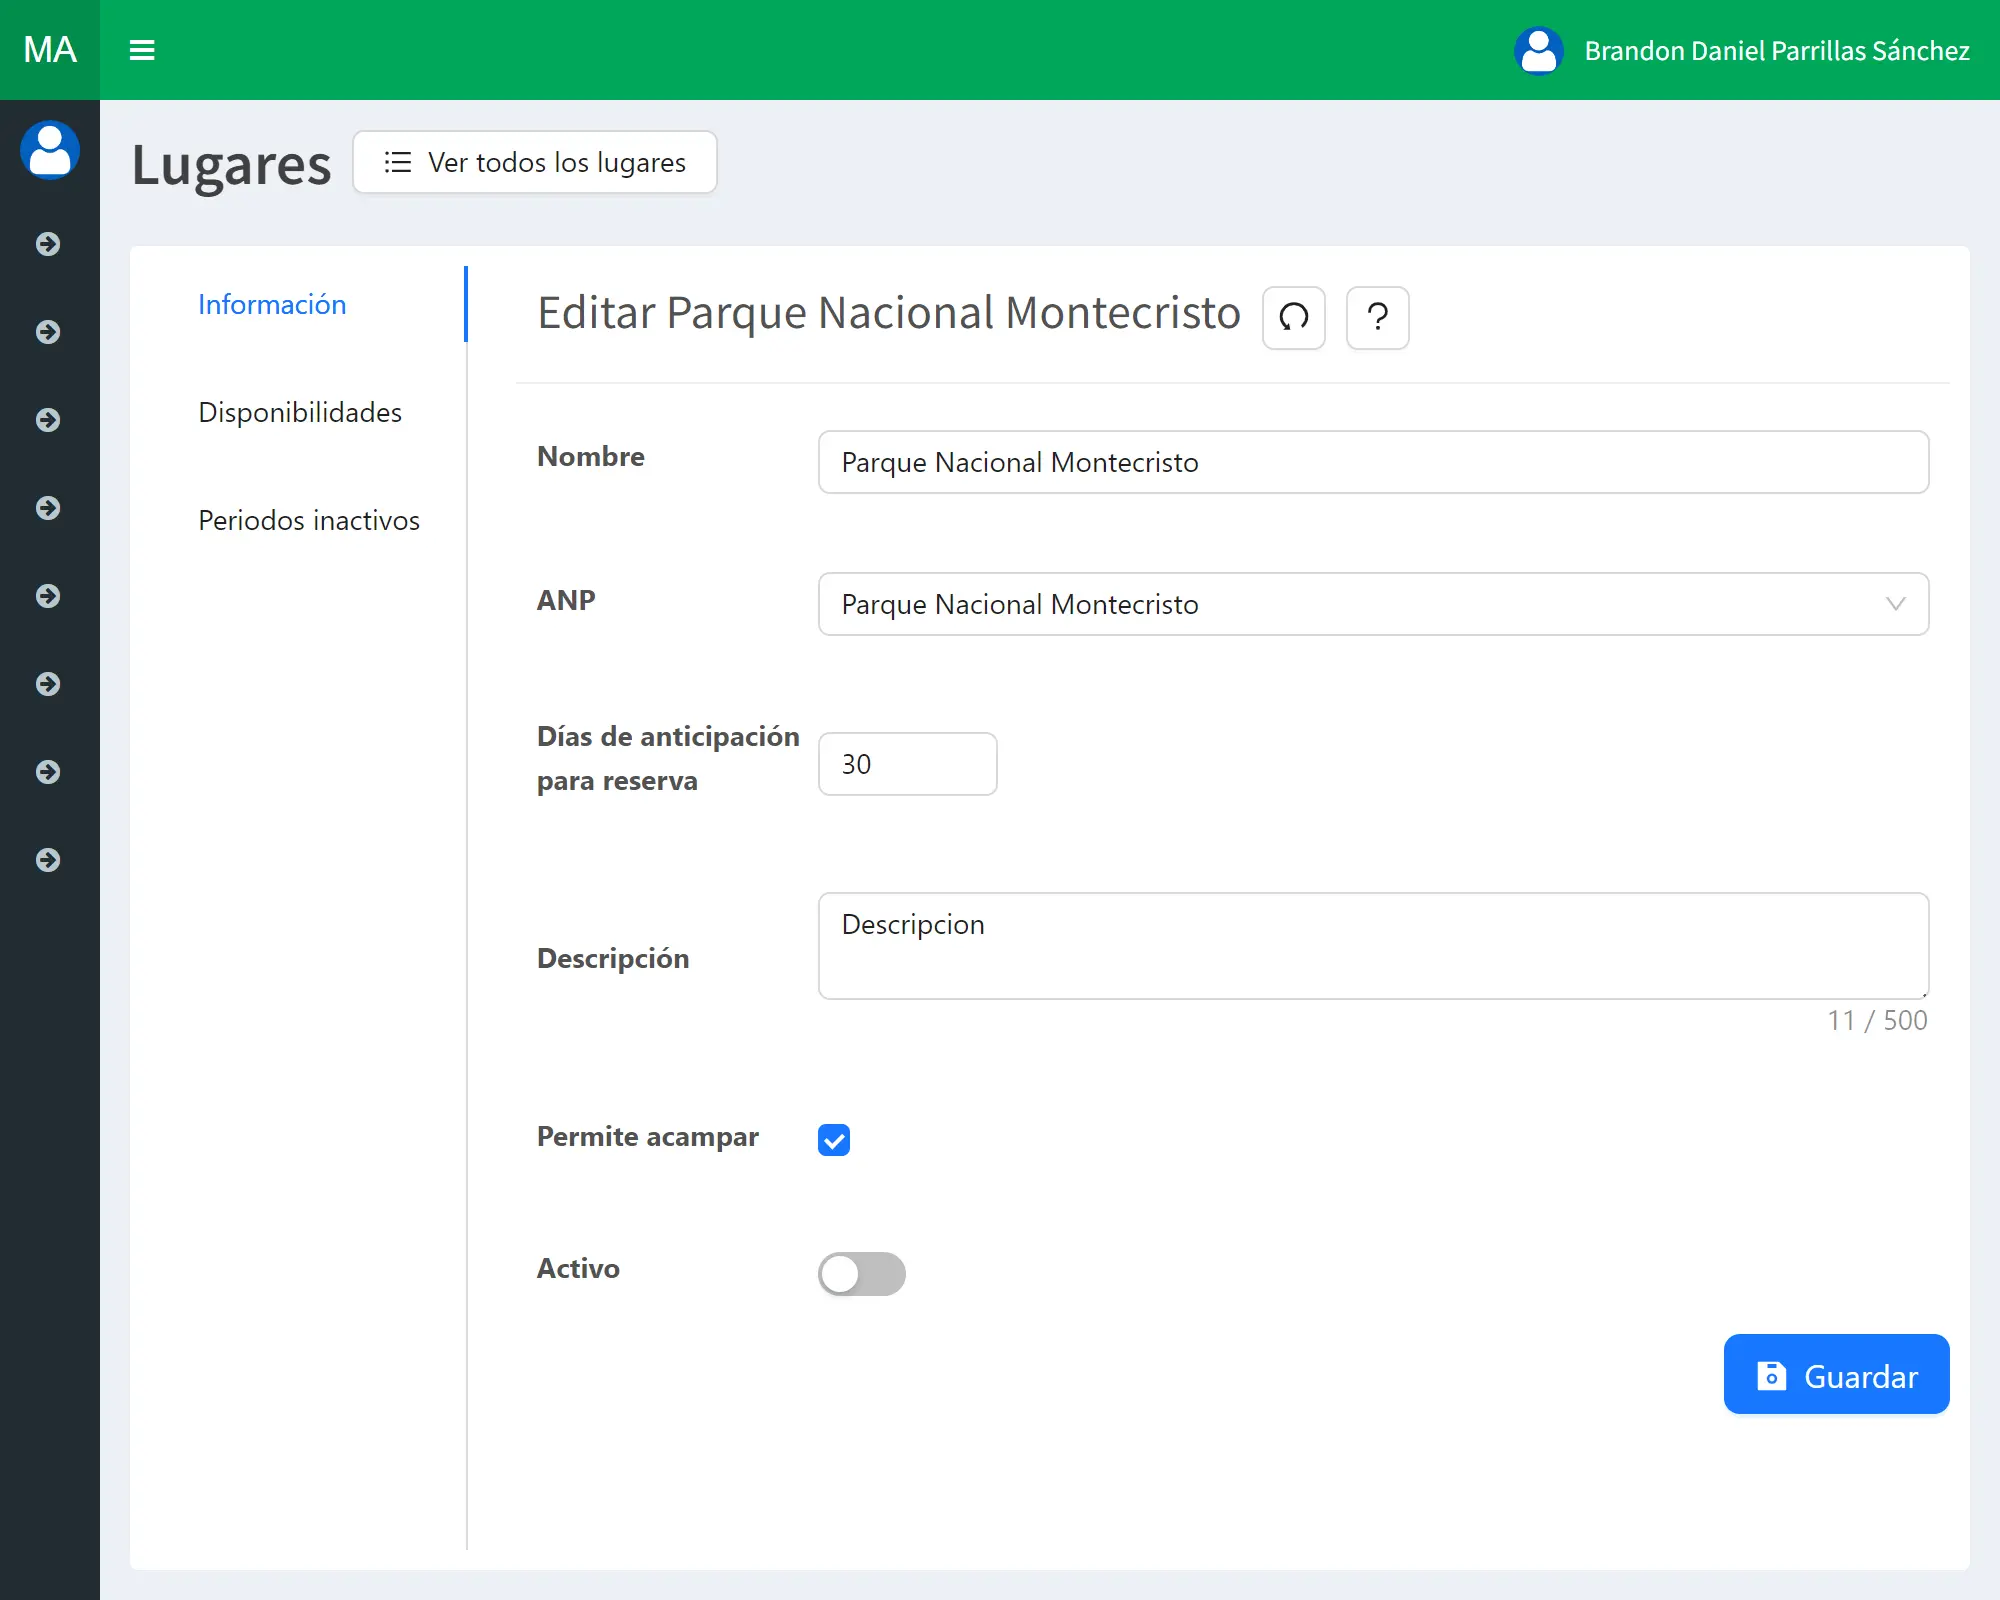 MA
Brandon Daniel Parrillas Sánchez
Lugares
Ver todos los lugares
Información
Disponibilidades
Periodos inactivos
Editar Parque Nacional Montecristo
?
Nombre
Parque Nacional Montecristo
ANP
Parque Nacional Montecristo
Días de anticipación
para reserva
30
Descripción
Descripcion
11 / 500
Permite acampar
Activo
Guardar